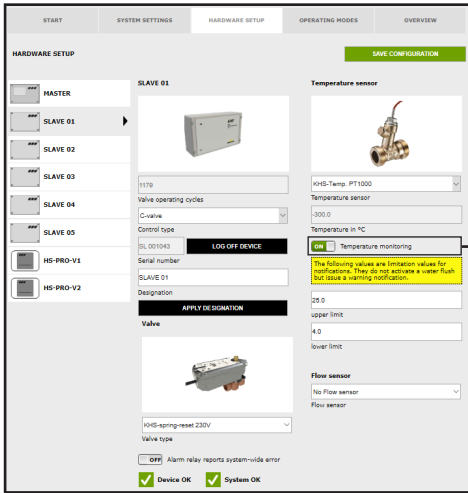 START
SYSTEM SETTINGS
HARDWARE SETUP
OPERATING MODES
OVERVIEW
HARDWARE SETUP
SAVE CONFIGURATION
MASTER
SLAVE 01
SLAVE 02
SLAVE 03
SLAVE 04
SLAVE 05
HS-PRO-V1
HS-PRO-V2
SLAVE 01
1179
Valve operating cycles
C-valve
Control type
SL 001043
LOG OFF DEVICE
Serial number
SLAVE 01
Designation
APPLY DESIGNATION
Valve
KHS-spring-reset 230V
Valve type
OFF Alarm relay reports system-wide error
Device OK
System OK
Temperature sensor
KHS-Temp. PT1000
Temperature sensor
-300.0
Temperature in °C
ON Temperature monitoring
The following values are limitation values for
notifications. They do not activate a water flush
but issue a warning notification.
25.0
upper limit
4.0
lower limit
Flow sensor
No Flow sensor
Flow sensor